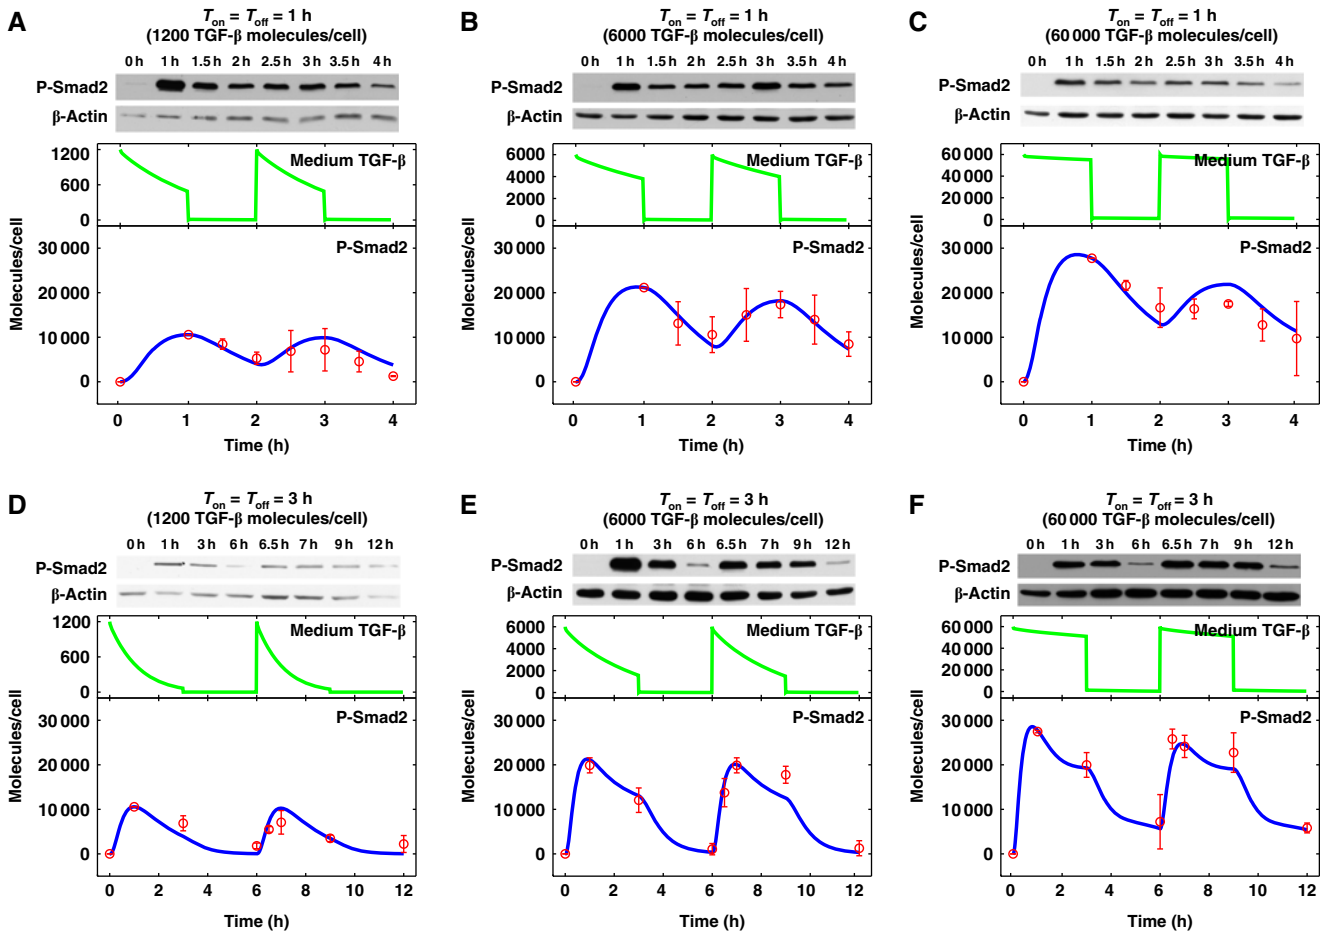 A
T on = T off = 1 h
(1200 TGF-β molecules/cell)
0 h 1 h 1.5 h 2 h 2.5 h 3 h 3.5 h 4 h
P-Smad2
β-Actin
Medium TGF-β
1200
600
0
P-Smad2
30 000
20 000
10 000
0
Molecules/cell
0 1 2 3 4
Time (h)
B
T on = T off = 1 h
(6000 TGF-β molecules/cell)
0 h 1 h 1.5 h 2 h 2.5 h 3 h 3.5 h 4 h
P-Smad2
β-Actin
Medium TGF-β
6000
4000
2000
0
P-Smad2
30 000
20 000
10 000
0
Molecules/cell
0 1 2 3 4
Time (h)
C
T on = T off = 1 h
(60 000 TGF-β molecules/cell)
0 h 1 h 1.5 h 2 h 2.5 h 3 h 3.5 h 4 h
P-Smad2
β-Actin
Medium TGF-β
60 000
40 000
20 000
0
P-Smad2
30 000
20 000
10 000
0
Molecules/cell
0 1 2 3 4
Time (h)
D
T on = T off = 3 h
(1200 TGF-β molecules/cell)
0 h 1 h 3 h 6 h 6.5 h 7 h 9 h 12 h
P-Smad2
β-Actin
Medium TGF-β
1200
600
0
P-Smad2
30 000
20 000
10 000
0
Molecules/cell
0 2 4 6 8 10 12
Time (h)
E
T on = T off = 3 h
(6000 TGF-β molecules/cell)
0 h 1 h 3 h 6 h 6.5 h 7 h 9 h 12 h
P-Smad2
β-Actin
Medium TGF-β
6000
4000
2000
0
P-Smad2
30 000
20 000
10 000
0
Molecules/cell
0 2 4 6 8 10 12
Time (h)
F
T on = T off = 3 h
(60 000 TGF-β molecules/cell)
0 h 1 h 3 h 6 h 6.5 h 7 h 9 h 12 h
P-Smad2
β-Actin
Medium TGF-β
60 000
40 000
20 000
0
P-Smad2
30 000
20 000
10 000
0
Molecules/cell
0 2 4 6 8 10 12
Time (h)